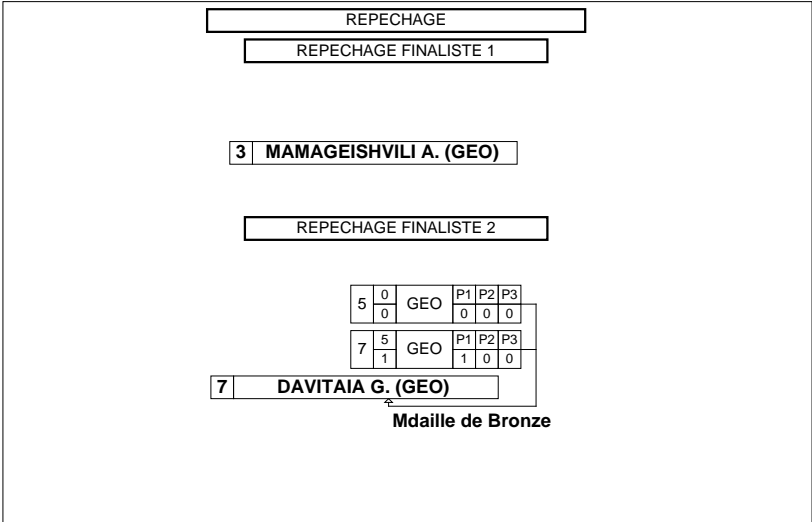 REPECHAGE
REPECHAGE FINALISTE 1
3 MAMAGEISHVILI A. (GEO)
REPECHAGE FINALISTE 2
5 0 GEO P1 P2 P3
0 0 0 0
7 5 GEO P1 P2 P3
1 1 0 0
7 DAVITAIA G. (GEO)
Mdaille de Bronze